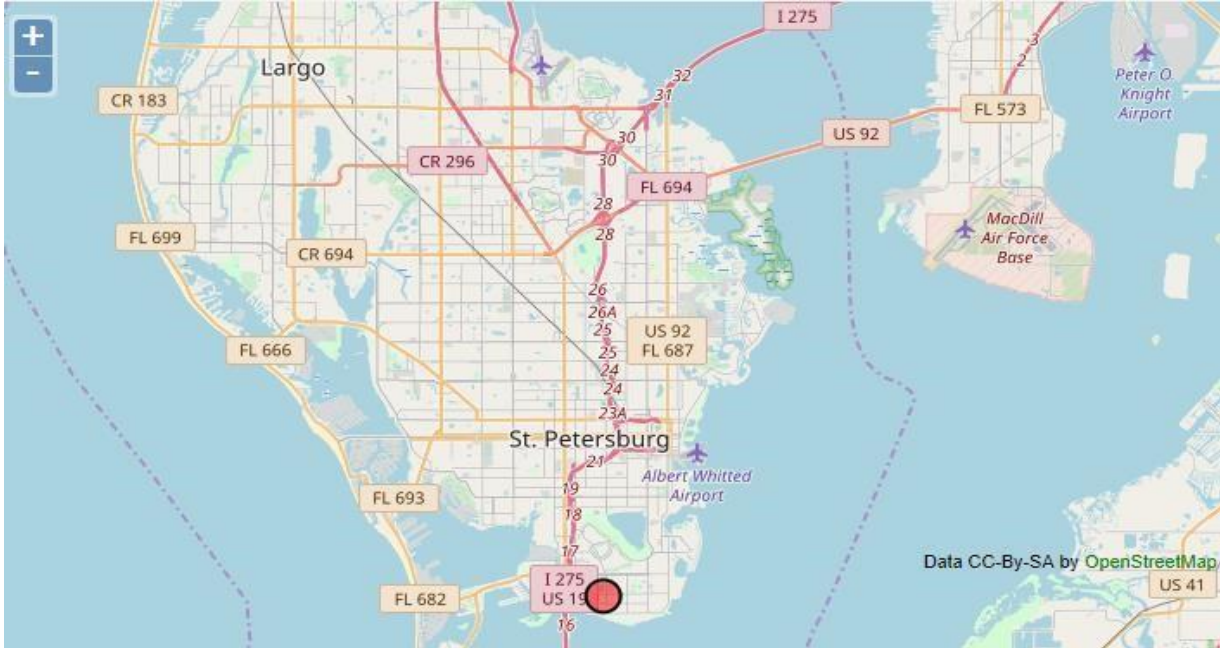 +
-
I 275
Largo
Peter O.
Knight
Airport
32
3
2
31
CR 183
FL 573
30
US 92
30
CR 296
FL 694
28
MacDill
Air Force
Base
28
FL 699
CR 694
26
26A
25
US 92
FL 687
25
FL 666
24
24
23A
St. Petersburg
21
Albert Whitted
Airport
19
FL 693
18
17
Data CC-By-SA by OpenStreetMap
I 275
US 19
FL 682
US 41
16